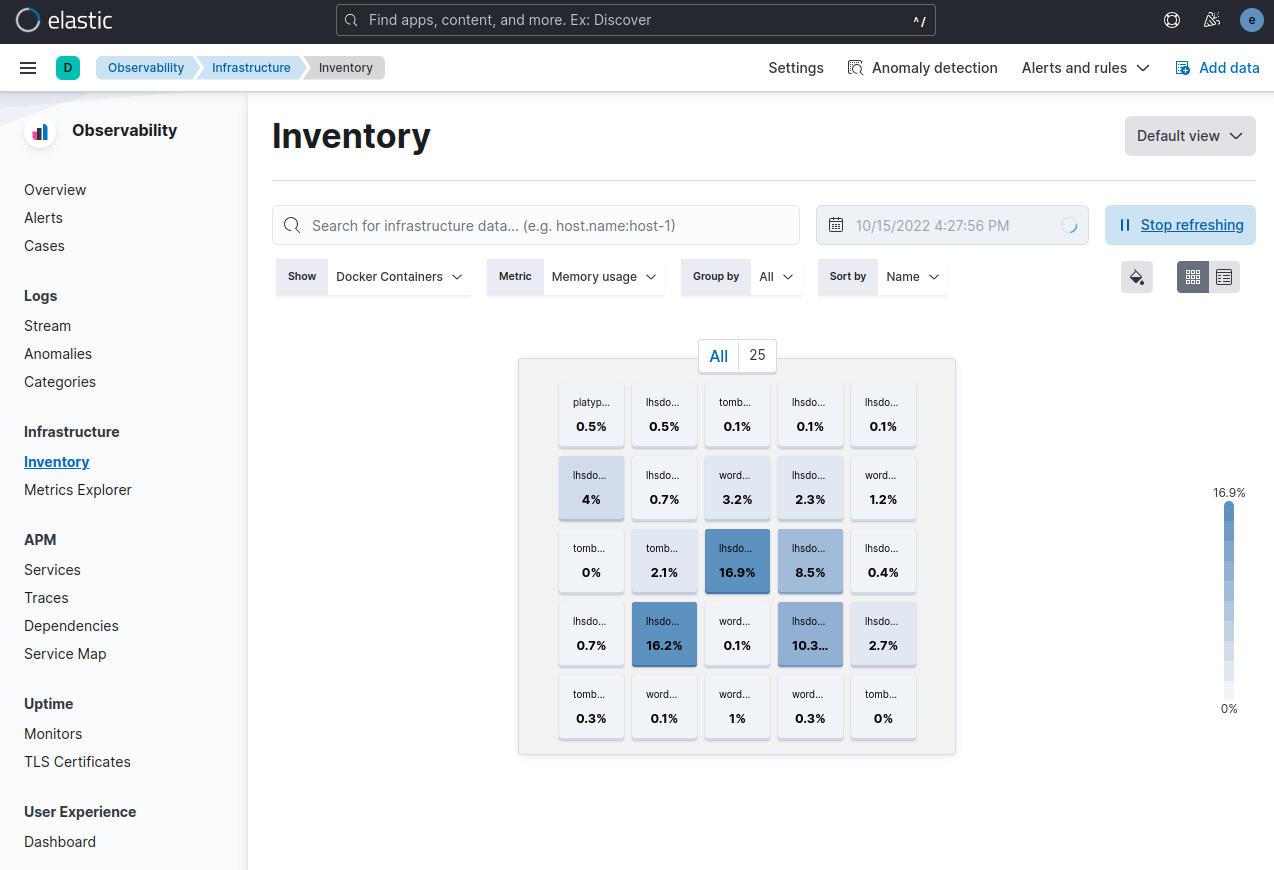 elastic
Find apps, content, and more. Ex: Discover
^/
e
D
Observability
Infrastructure
Inventory
Settings
Anomaly detection
Alerts and rules
Add data
Observability
Overview
Alerts
Cases
Logs
Stream
Anomalies
Categories
Infrastructure
Inventory
Metrics Explorer
APM
Services
Traces
Dependencies
Service Map
Uptime
Monitors
TLS Certificates
User Experience
Dashboard
Inventory
Default view
Search for infrastructure data... (e.g. host.name:host-1)
10/15/2022 4:27:56 PM
Stop refreshing
Show Docker Containers
Metric Memory usage
Group by All
Sort by Name
All 25
platyp... lhsdo... tomb... lhsdo... lhsdo...
0.5% 0.5% 0.1% 0.1% 0.1%
lhsdo... lhsdo... word... lhsdo... word...
4% 0.7% 3.2% 2.3% 1.2%
tomb... tomb... lhsdo... lhsdo... lhsdo...
0% 2.1% 16.9% 8.5% 0.4%
lhsdo... lhsdo... word... lhsdo... lhsdo...
0.7% 16.2% 0.1% 10.3... 2.7%
tomb... word... word... word... tomb...
0.3% 0.1% 1% 0.3% 0%
16.9%
0%